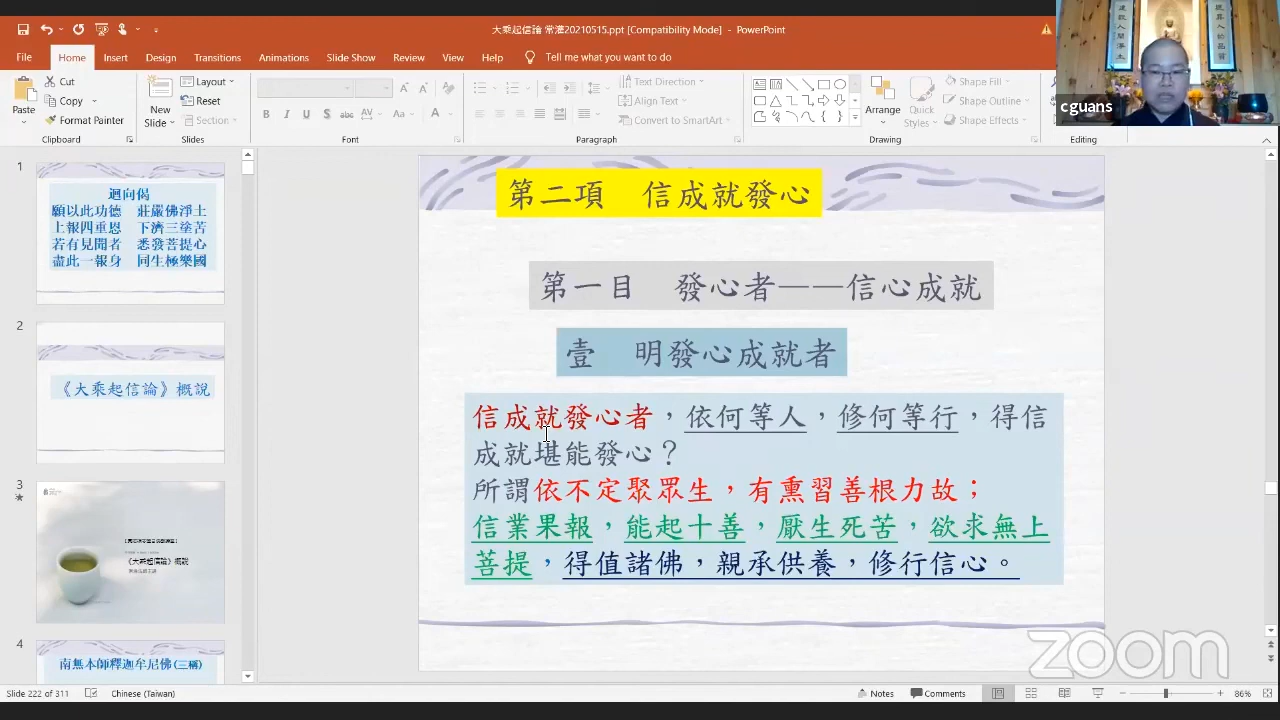 大乘起信論 常灌20210515.ppt [Compatibility Mode] - PowerPoint
File Home Insert Design Transitions Animations Slide Show Review View Help Tell me what you want to do
Cut
Copy
Format Painter
Paste
Clipboard
New Slide
Layout
Reset
Section
Slides
B I U S abc AV Aa A
Font
Text Direction
Align Text
Convert to SmartArt
Paragraph
Arrange
Quick Styles
Shape Fill
Shape Outline
Shape Effects
Drawing
Editing
cguans
1
迴向偈
願以此功德 莊嚴佛淨土
上報四重恩 下濟三塗苦
若有見聞者 悉發菩提心
盡此一報身 同生極樂國
2
《大乘起信論》概說
3
《大乘起信論》概說
4
南無本師釋迦牟尼佛(三稱)
第二項 信成就發心
第一目 發心者——信心成就
壹 明發心成就者
信成就發心者，依何等人，修何等行，得信
成就堪能發心？
所謂依不定聚眾生，有熏習善根力故；
信業果報，能起十善，厭生死苦，欲求無上
菩提，得值諸佛，親承供養，修行信心。
zoom
Slide 222 of 311 Chinese (Taiwan) Notes Comments 86%